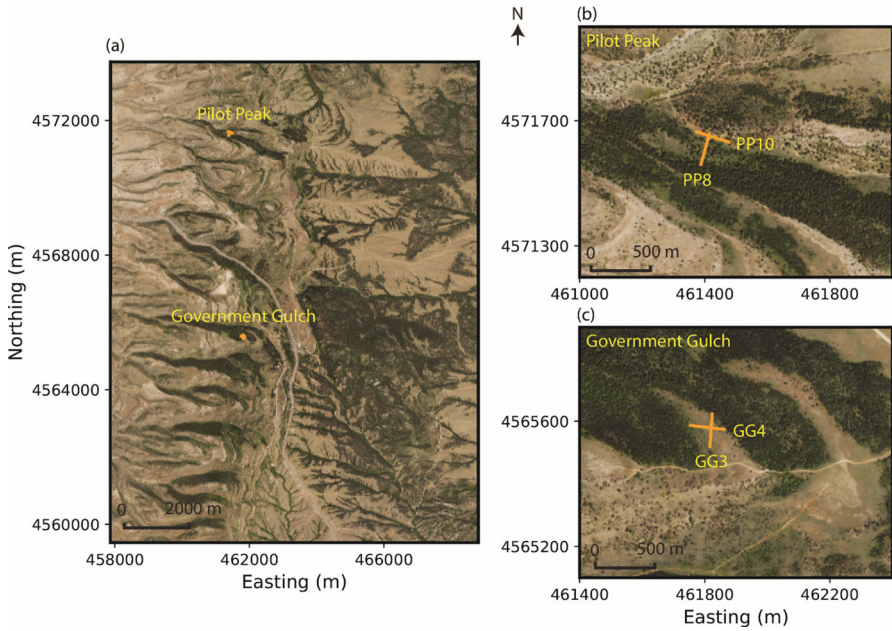 (a)
N
(b)
Pilot Peak
Government Gulch
4572000
4568000
4564000
4560000
Northing (m)
0 2000 m
458000 462000 466000
Easting (m)
Pilot Peak
PP10
PP8
4571700
4571300
0 500 m
461000 461400 461800
(c)
Government Gulch
GG4
GG3
4565600
4565200
0 500 m
461400 461800 462200
Easting (m)